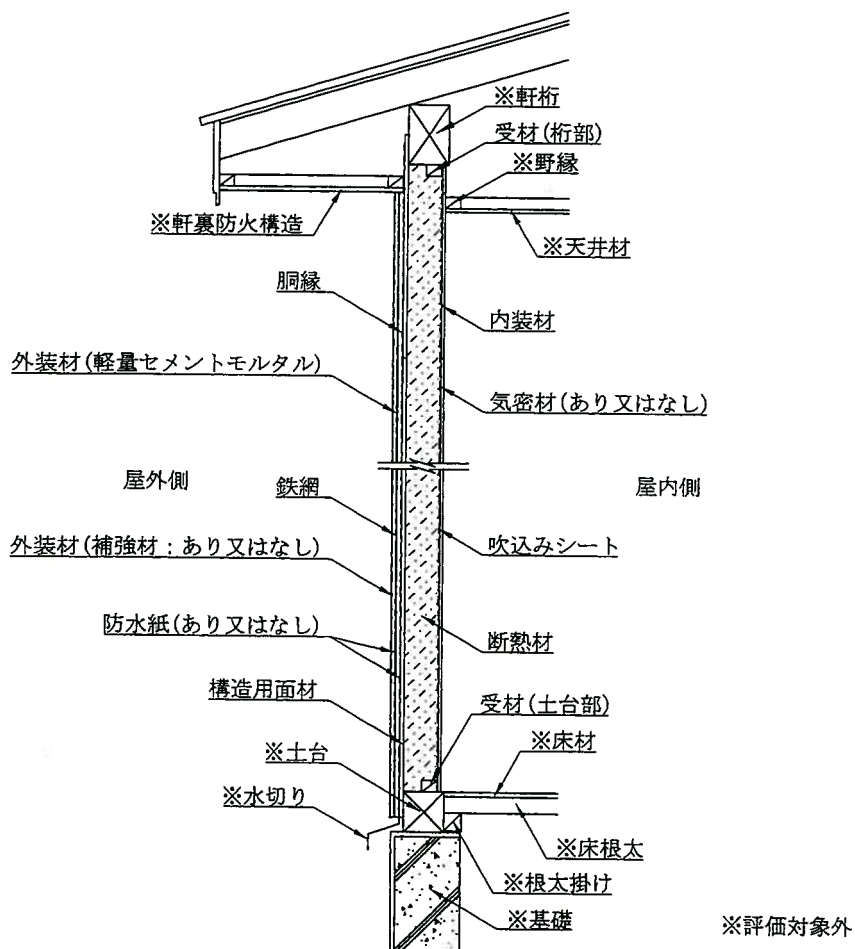 ※軒桁
受材(桁部)
※野縁
※軒裏防火構造
※天井材
胴縁
内装材
外装材(軽量セメントモルタル)
気密材(あり又はなし)
屋外側
鉄網
屋内側
外装材(補強材:あり又はなし)
吹込みシート
防水紙(あり又はなし)
断熱材
構造用面材
受材(土台部)
※床材
※土台
※水切り
※床根太
※根太掛け
※基礎
※評価対象外